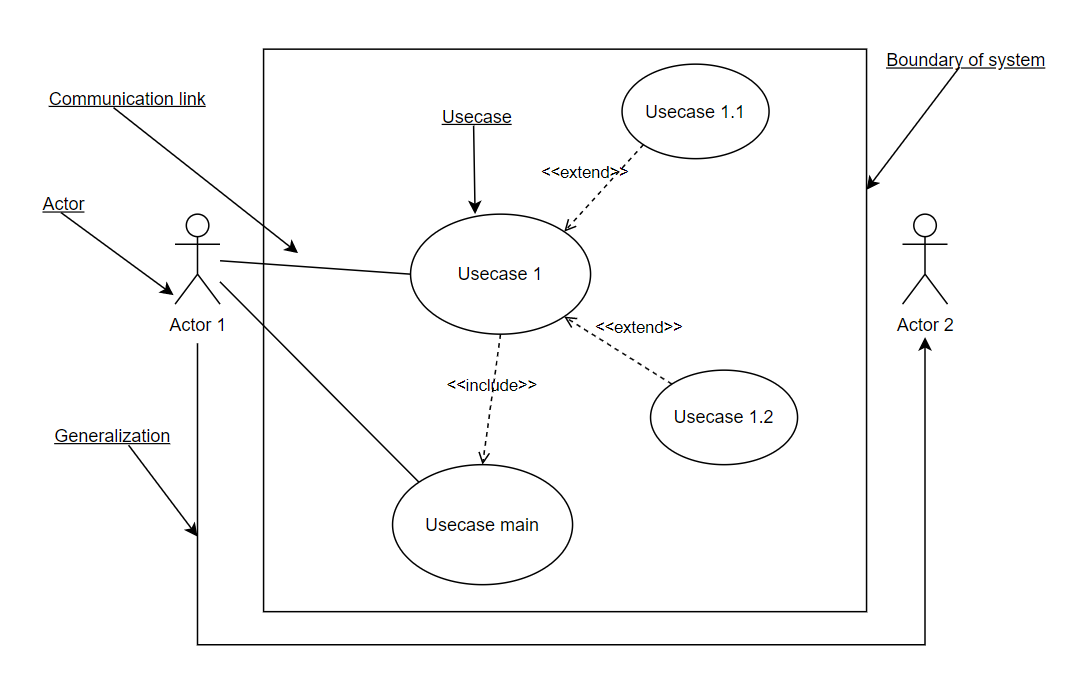 Boundary of system
Communication link
Usecase
Usecase 1.1
<<extend>>
Actor
Usecase 1
Actor 1
Actor 2
<<extend>>
<<include>>
Usecase 1.2
Generalization
Usecase main